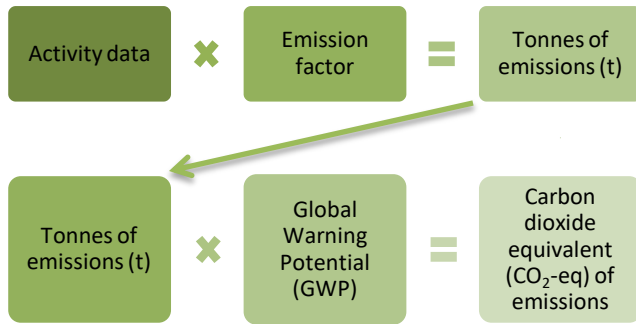 Activity data
×
Emission
factor
=
Tonnes of
emissions (t)
Tonnes of
emissions (t)
×
Global
Warning
Potential
(GWP)
=
Carbon
dioxide
equivalent
(CO₂-eq) of
emissions